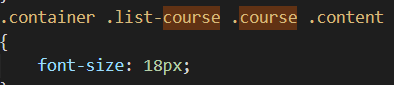 .container .list-course .course .content
{
font-size: 18px;